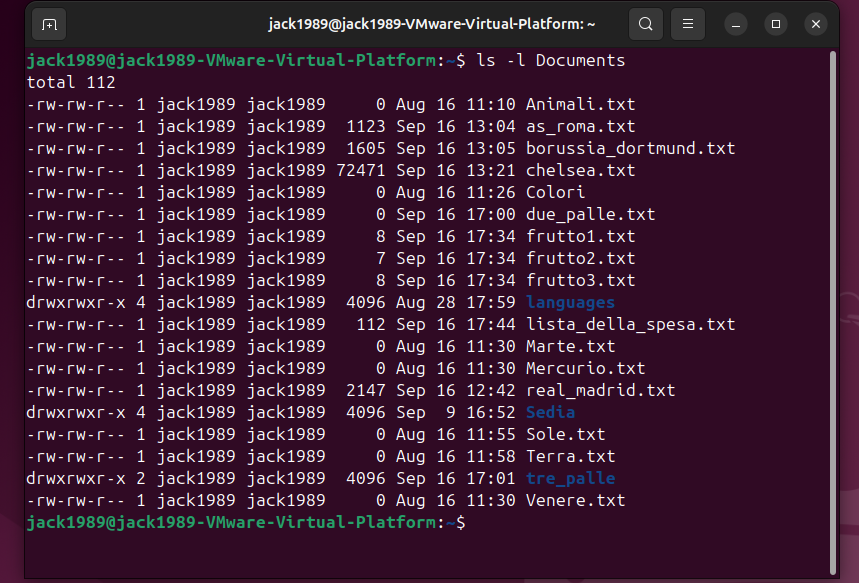 jack1989@jack1989-VMware-Virtual-Platform: ~
jack1989@jack1989-VMware-Virtual-Platform:~$ ls -l Documents
total 112
-rw-rw-r-- 1 jack1989 jack1989     0 Aug 16 11:10 Animali.txt
-rw-rw-r-- 1 jack1989 jack1989  1123 Sep 16 13:04 as_roma.txt
-rw-rw-r-- 1 jack1989 jack1989  1605 Sep 16 13:05 borussia_dortmund.txt
-rw-rw-r-- 1 jack1989 jack1989 72471 Sep 16 13:21 chelsea.txt
-rw-rw-r-- 1 jack1989 jack1989     0 Aug 16 11:26 Colori
-rw-rw-r-- 1 jack1989 jack1989     0 Sep 16 17:00 due_palle.txt
-rw-rw-r-- 1 jack1989 jack1989     8 Sep 16 17:34 frutto1.txt
-rw-rw-r-- 1 jack1989 jack1989     7 Sep 16 17:34 frutto2.txt
-rw-rw-r-- 1 jack1989 jack1989     8 Sep 16 17:34 frutto3.txt
drwxrwxr-x 4 jack1989 jack1989  4096 Aug 28 17:59 languages
-rw-rw-r-- 1 jack1989 jack1989   112 Sep 16 17:44 lista_della_spesa.txt
-rw-rw-r-- 1 jack1989 jack1989     0 Aug 16 11:30 Marte.txt
-rw-rw-r-- 1 jack1989 jack1989     0 Aug 16 11:30 Mercurio.txt
-rw-rw-r-- 1 jack1989 jack1989  2147 Sep 16 12:42 real_madrid.txt
drwxrwxr-x 4 jack1989 jack1989  4096 Sep  9 16:52 Sedia
-rw-rw-r-- 1 jack1989 jack1989     0 Aug 16 11:55 Sole.txt
-rw-rw-r-- 1 jack1989 jack1989     0 Aug 16 11:58 Terra.txt
drwxrwxr-x 2 jack1989 jack1989  4096 Sep 16 17:01 tre_palle
-rw-rw-r-- 1 jack1989 jack1989     0 Aug 16 11:30 Venere.txt
jack1989@jack1989-VMware-Virtual-Platform:~$